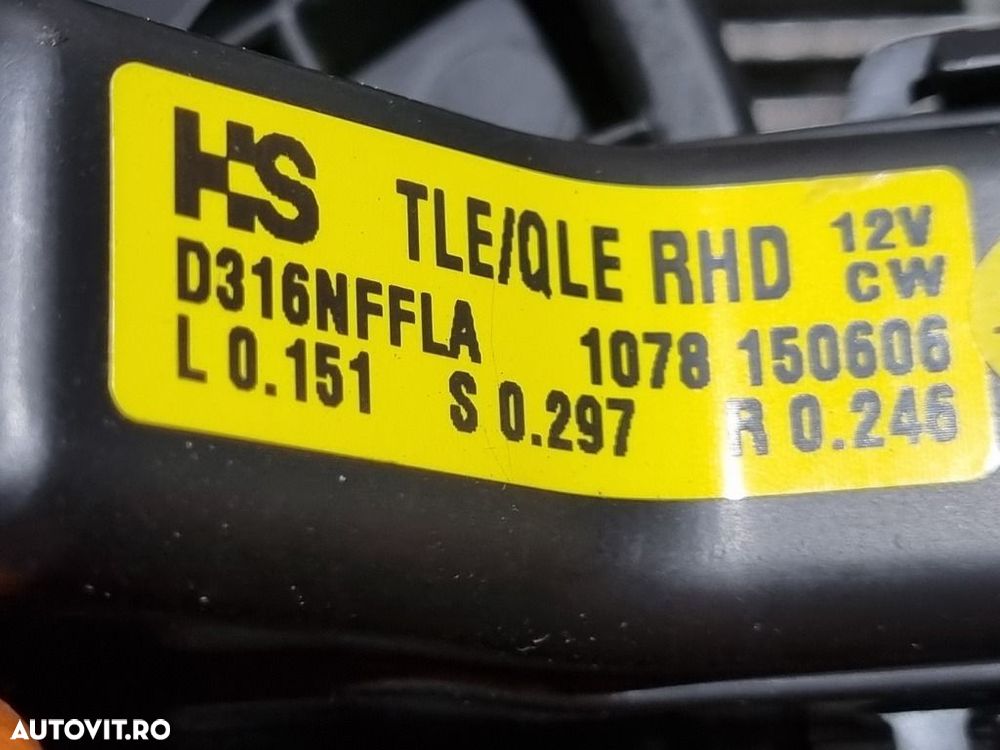 HS TLE/QLE RHD 12V CW
D316NFFLA 1078 150606
L 0.151 S 0.297 R 0.246
AUTOVIT.RO